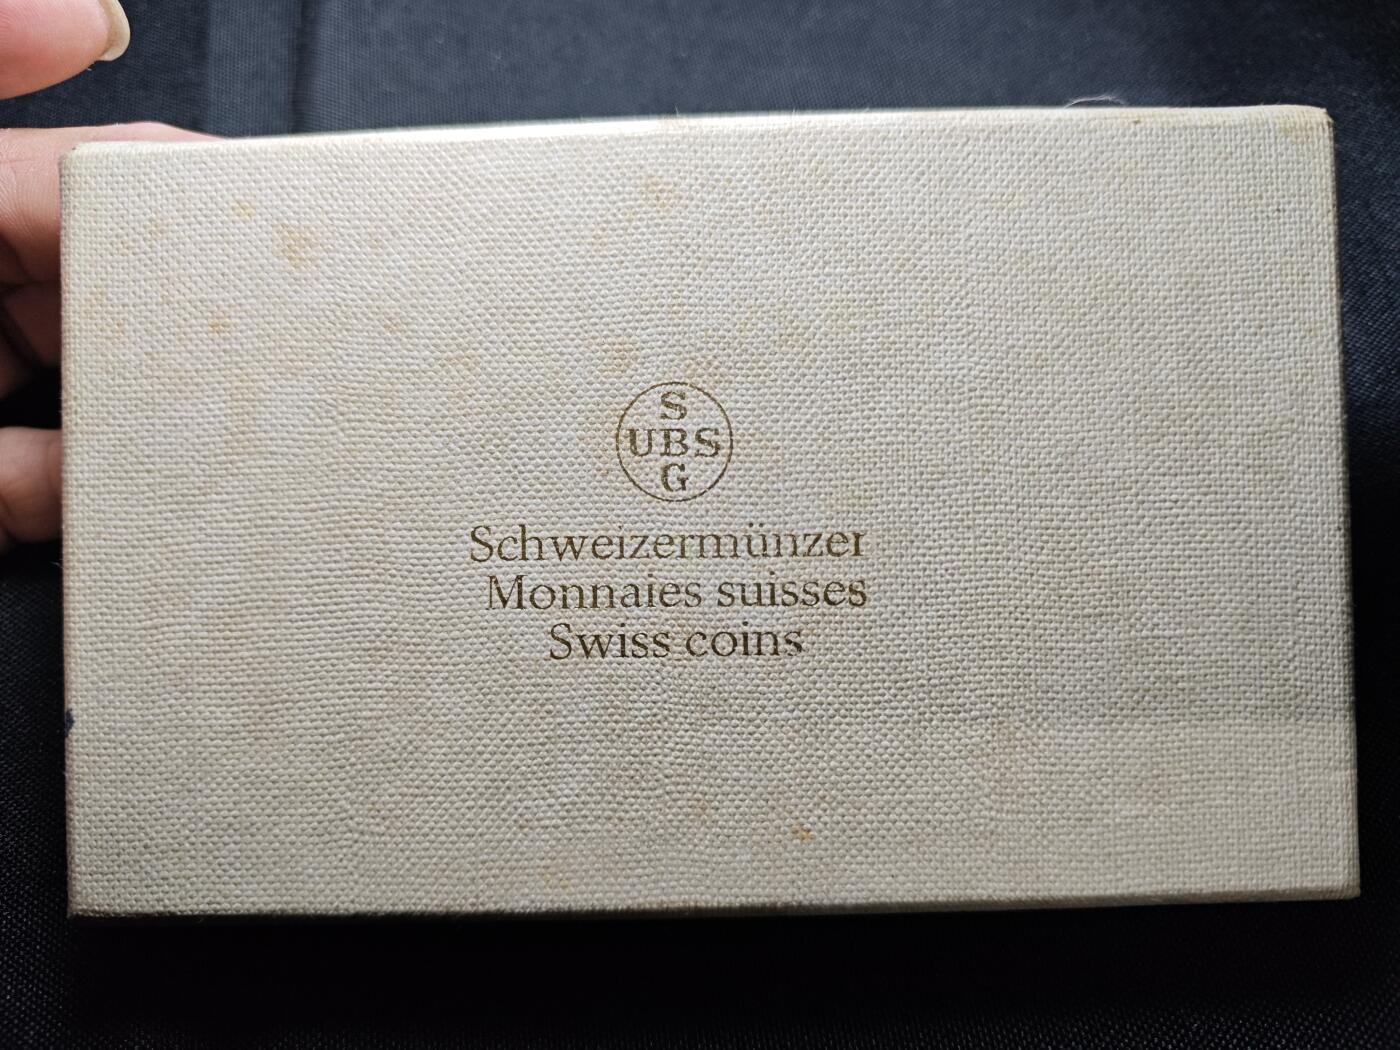 S
UBS
G
Schweizermünzer
Monnaies suisses
Swiss coins